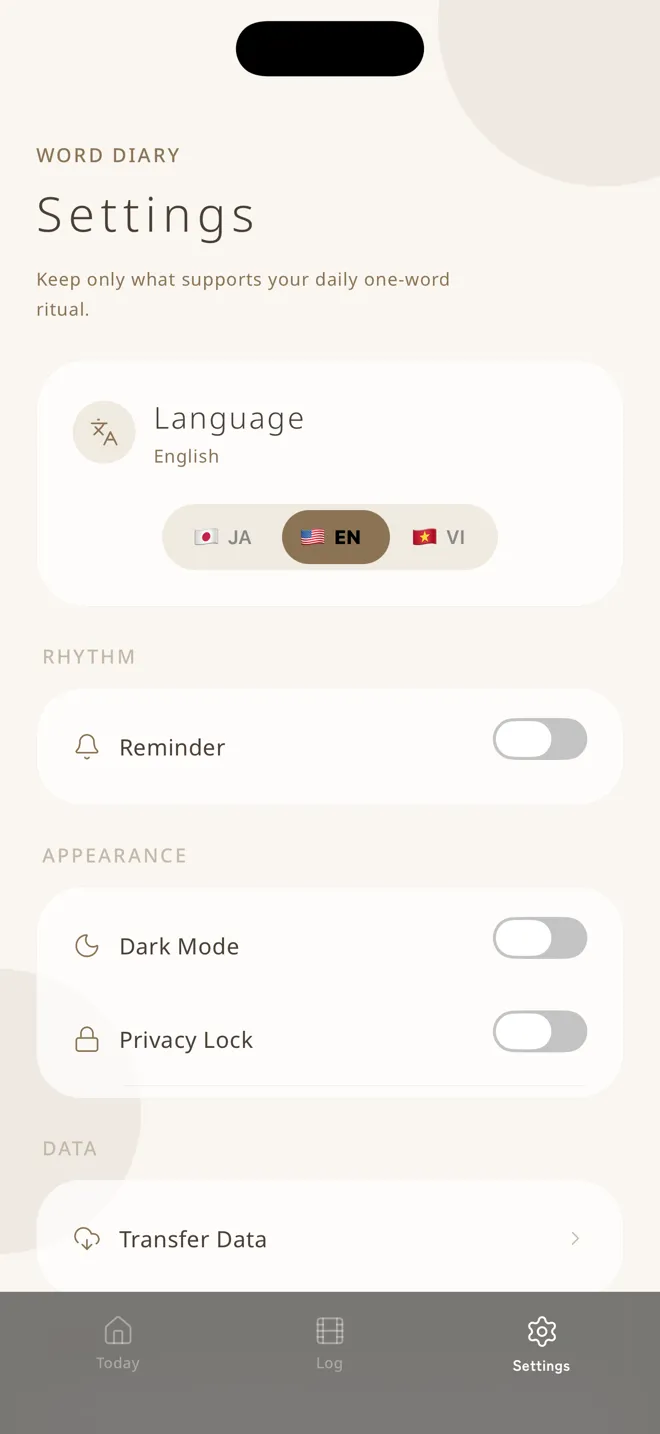 WORD DIARY
Settings
Keep only what supports your daily one-word
ritual.
Language
English
JA EN VI
RHYTHM
Reminder
APPEARANCE
Dark Mode
Privacy Lock
DATA
Transfer Data
Today Log Settings